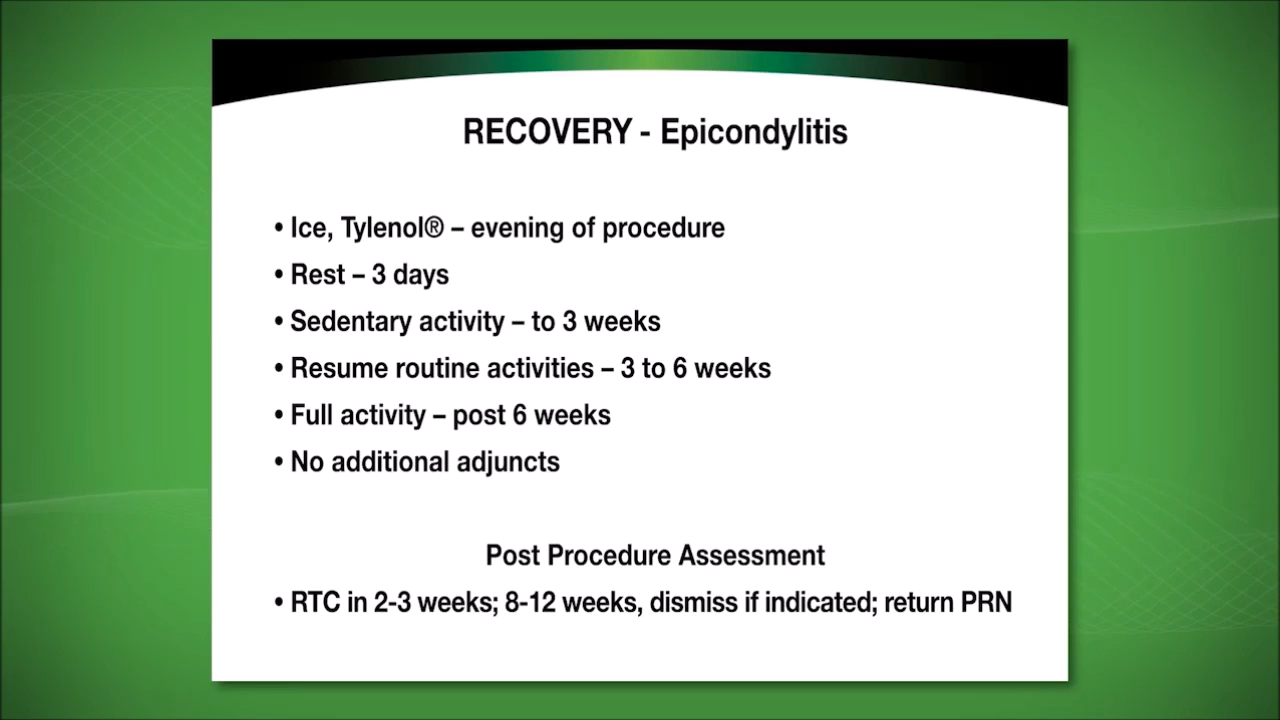 RECOVERY - Epicondylitis
• Ice, Tylenol® – evening of procedure
• Rest – 3 days
• Sedentary activity – to 3 weeks
• Resume routine activities – 3 to 6 weeks
• Full activity – post 6 weeks
• No additional adjuncts
Post Procedure Assessment
• RTC in 2-3 weeks; 8-12 weeks, dismiss if indicated; return PRN